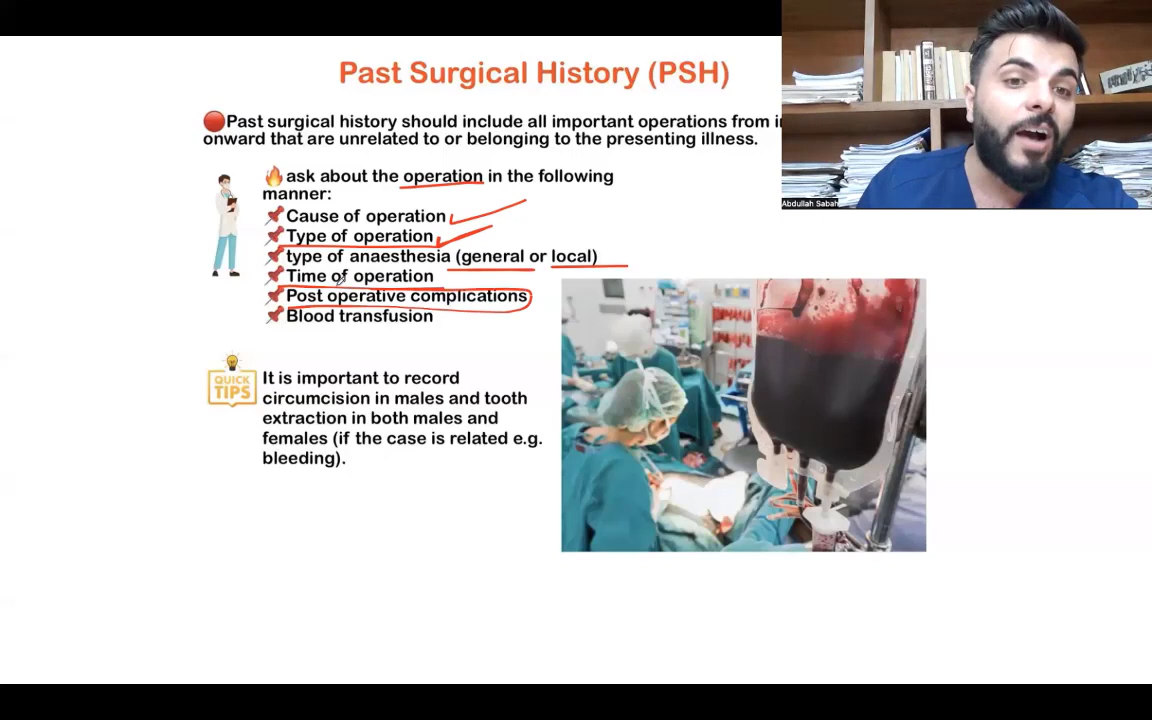 Past Surgical History (PSH)
Past surgical history should include all important operations from
onward that are unrelated to or belonging to the presenting illness.
ask about the operation in the following
manner:
Cause of operation
Type of operation
type of anaesthesia (general or local)
Time of operation
Post operative complications
Blood transfusion
QUICK
TIPS
It is important to record
circumcision in males and tooth
extraction in both males and
females (if the case is related e.g.
bleeding).
Abdullah Sabah